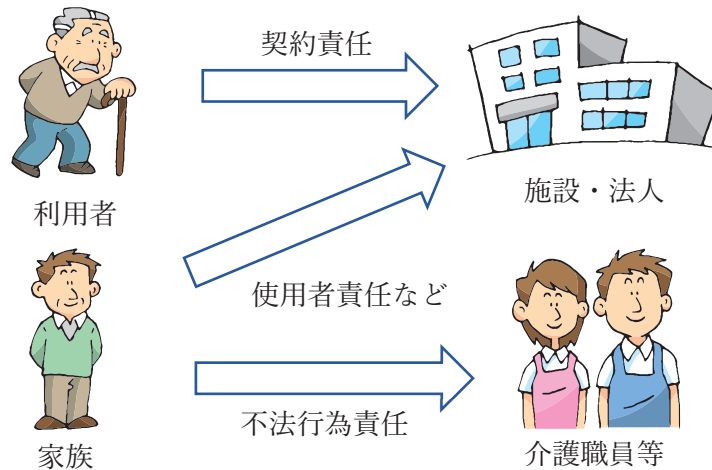 契約責任
利用者
施設・法人
使用者責任など
不法行為責任
家族
介護職員等